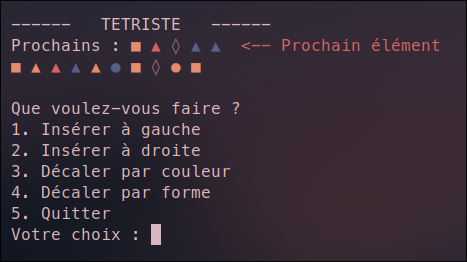 ------   TETRISTE   ------
Prochains : ■ ▲ ◊ ▲ ▲  <-- Prochain élément
■ ▲ ▲ ▲ ▲ ● ■ ◊ ● ■
Que voulez-vous faire ?
1. Insérer à gauche
2. Insérer à droite
3. Décaler par couleur
4. Décaler par forme
5. Quitter
Votre choix :